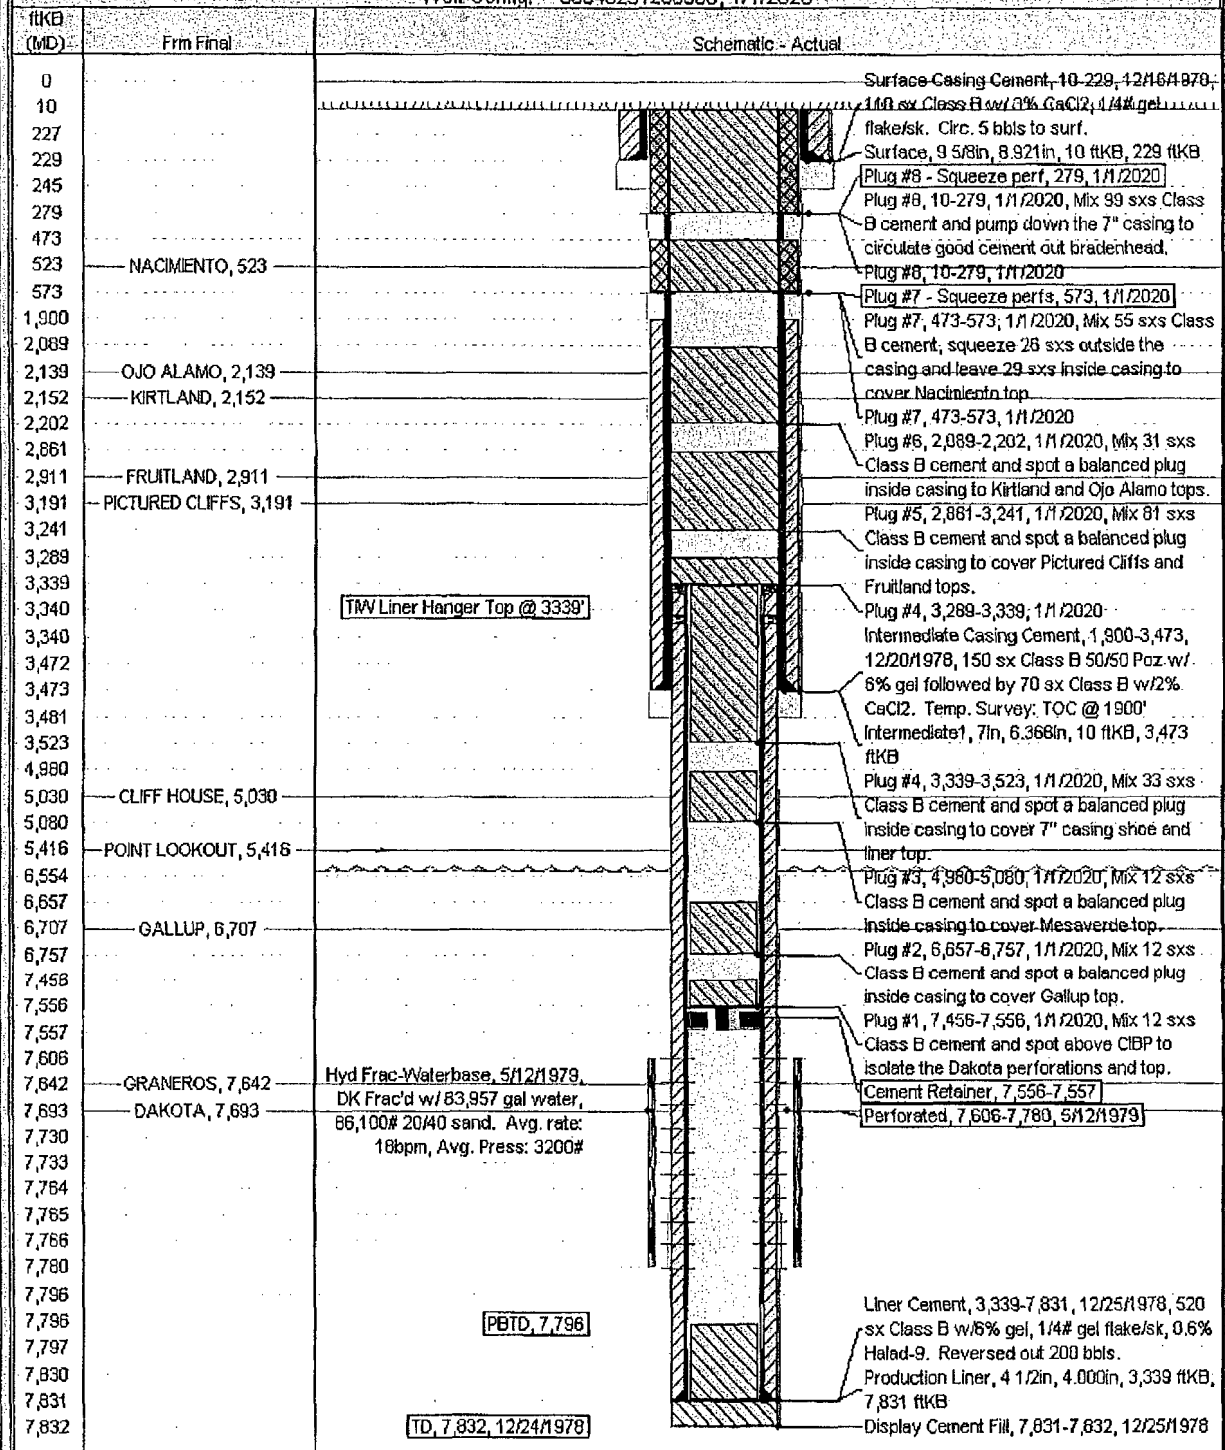 ftKB
(MD)
Frm Final
Schematic - Actual
0
10
227
229
245
279
473
523
573
1,900
2,089
2,139
2,152
2,202
2,861
2,911
3,191
3,241
3,289
3,339
3,340
3,340
3,472
3,473
3,481
3,523
4,980
5,030
5,080
5,416
6,554
6,657
6,707
6,757
7,456
7,556
7,557
7,606
7,642
7,693
7,730
7,733
7,764
7,765
7,766
7,780
7,796
7,796
7,797
7,830
7,831
7,832
NACIMIENTO, 523
OJO ALAMO, 2,139
KIRTLAND, 2,152
FRUITLAND, 2,911
PICTURED CLIFFS, 3,191
CLIFF HOUSE, 5,030
POINT LOOKOUT, 5,416
GALLUP, 6,707
GRANEROS, 7,642
DAKOTA, 7,693
TIW Liner Hanger Top @ 3339'
Hyd Frac-Waterbase, 5/12/1979,
DK Frac'd w/ 83,957 gal water,
86,100# 20/40 sand. Avg. rate:
18bpm, Avg. Press: 3200#
PBTD, 7,796
TD, 7,832, 12/24/1978
Surface Casing Cement, 10-229, 12/16/1978,
110 sx Class B w/ 3% CaCl2, 1/4# gel
flake/sk. Circ. 5 bbls to surf.
Surface, 9 5/8in, 8.921in, 10 ftKB, 229 ftKB
Plug #8 - Squeeze perf, 279, 1/1/2020
Plug #8, 10-279, 1/1/2020, Mix 99 sxs Class
B cement and pump down the 7" casing to
circulate good cement out bradenhead.
Plug #8, 10-279, 1/1/2020
Plug #7 - Squeeze perfs, 573, 1/1/2020
Plug #7, 473-573, 1/1/2020, Mix 55 sxs Class
B cement, squeeze 26 sxs outside the
casing and leave 29 sxs inside casing to
cover Nacimiento top.
Plug #7, 473-573, 1/1/2020
Plug #6, 2,089-2,202, 1/1/2020, Mix 31 sxs
Class B cement and spot a balanced plug
inside casing to Kirtland and Ojo Alamo tops.
Plug #5, 2,861-3,241, 1/1/2020, Mix 81 sxs
Class B cement and spot a balanced plug
inside casing to cover Pictured Cliffs and
Fruitland tops.
Plug #4, 3,289-3,339, 1/1/2020
Intermediate Casing Cement, 1,900-3,473,
12/20/1978, 150 sx Class B 50/50 Poz w/
6% gel followed by 70 sx Class B w/2%
CaCl2. Temp. Survey: TOC @ 1900'
Intermediate1, 7in, 6.366in, 10 ftKB, 3,473
ftKB
Plug #4, 3,339-3,523, 1/1/2020, Mix 33 sxs
Class B cement and spot a balanced plug
inside casing to cover 7" casing shoe and
liner top.
Plug #3, 4,980-5,080, 1/1/2020, Mix 12 sxs
Class B cement and spot a balanced plug
inside casing to cover Mesaverde top.
Plug #2, 6,657-6,757, 1/1/2020, Mix 12 sxs
Class B cement and spot a balanced plug
inside casing to cover Gallup top.
Plug #1, 7,456-7,556, 1/1/2020, Mix 12 sxs
Class B cement and spot above CIBP to
isolate the Dakota perforations and top.
Cement Retainer, 7,556-7,557
Perforated, 7,606-7,780, 5/12/1979
Liner Cement, 3,339-7,831, 12/25/1978, 520
sx Class B w/6% gel, 1/4# gel flake/sk, 0.6%
Halad-9. Reversed out 200 bbls.
Production Liner, 4 1/2in, 4.000in, 3,339 ftKB,
7,831 ftKB
Display Cement Fill, 7,831-7,832, 12/25/1978